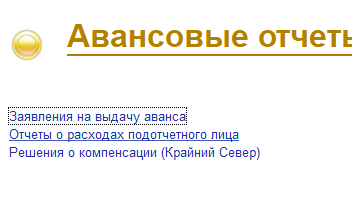 Авансовые отчеты
Заявления на выдачу аванса
Отчеты о расходах подотчетного лица
Решения о компенсации (Крайний Север)